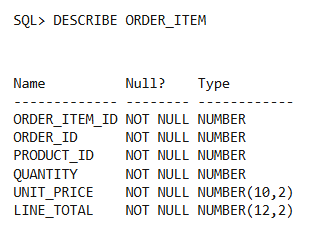 SQL> DESCRIBE ORDER_ITEM
Name          Null?    Type
------------- -------- ------------
ORDER_ITEM_ID NOT NULL NUMBER
ORDER_ID      NOT NULL NUMBER
PRODUCT_ID    NOT NULL NUMBER
QUANTITY      NOT NULL NUMBER
UNIT_PRICE    NOT NULL NUMBER(10,2)
LINE_TOTAL    NOT NULL NUMBER(12,2)